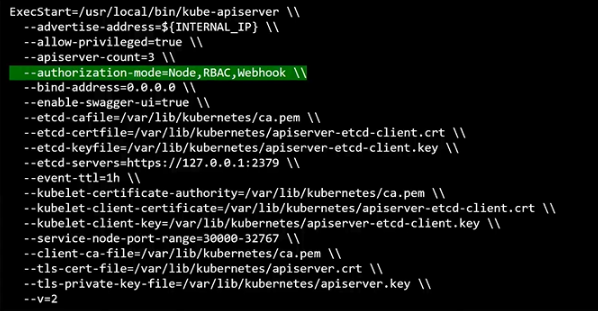 ExecStart=/usr/local/bin/kube-apiserver \\
--advertise-address=${INTERNAL_IP} \\
--allow-privileged=true \\
--apiserver-count=3 \\
--authorization-mode=Node,RBAC,Webhook \\
--bind-address=0.0.0.0 \\
--enable-swagger-ui=true \\
--etcd-cafile=/var/lib/kubernetes/ca.pem \\
--etcd-certfile=/var/lib/kubernetes/apiserver-etcd-client.crt \\
--etcd-keyfile=/var/lib/kubernetes/apiserver-etcd-client.key \\
--etcd-servers=https://127.0.0.1:2379 \\
--event-ttl=1h \\
--kubelet-certificate-authority=/var/lib/kubernetes/ca.pem \\
--kubelet-client-certificate=/var/lib/kubernetes/apiserver-etcd-client.crt \\
--kubelet-client-key=/var/lib/kubernetes/apiserver-etcd-client.key \\
--service-node-port-range=30000-32767 \\
--client-ca-file=/var/lib/kubernetes/ca.pem \\
--tls-cert-file=/var/lib/kubernetes/apiserver.crt \\
--tls-private-key-file=/var/lib/kubernetes/apiserver.key \\
--v=2